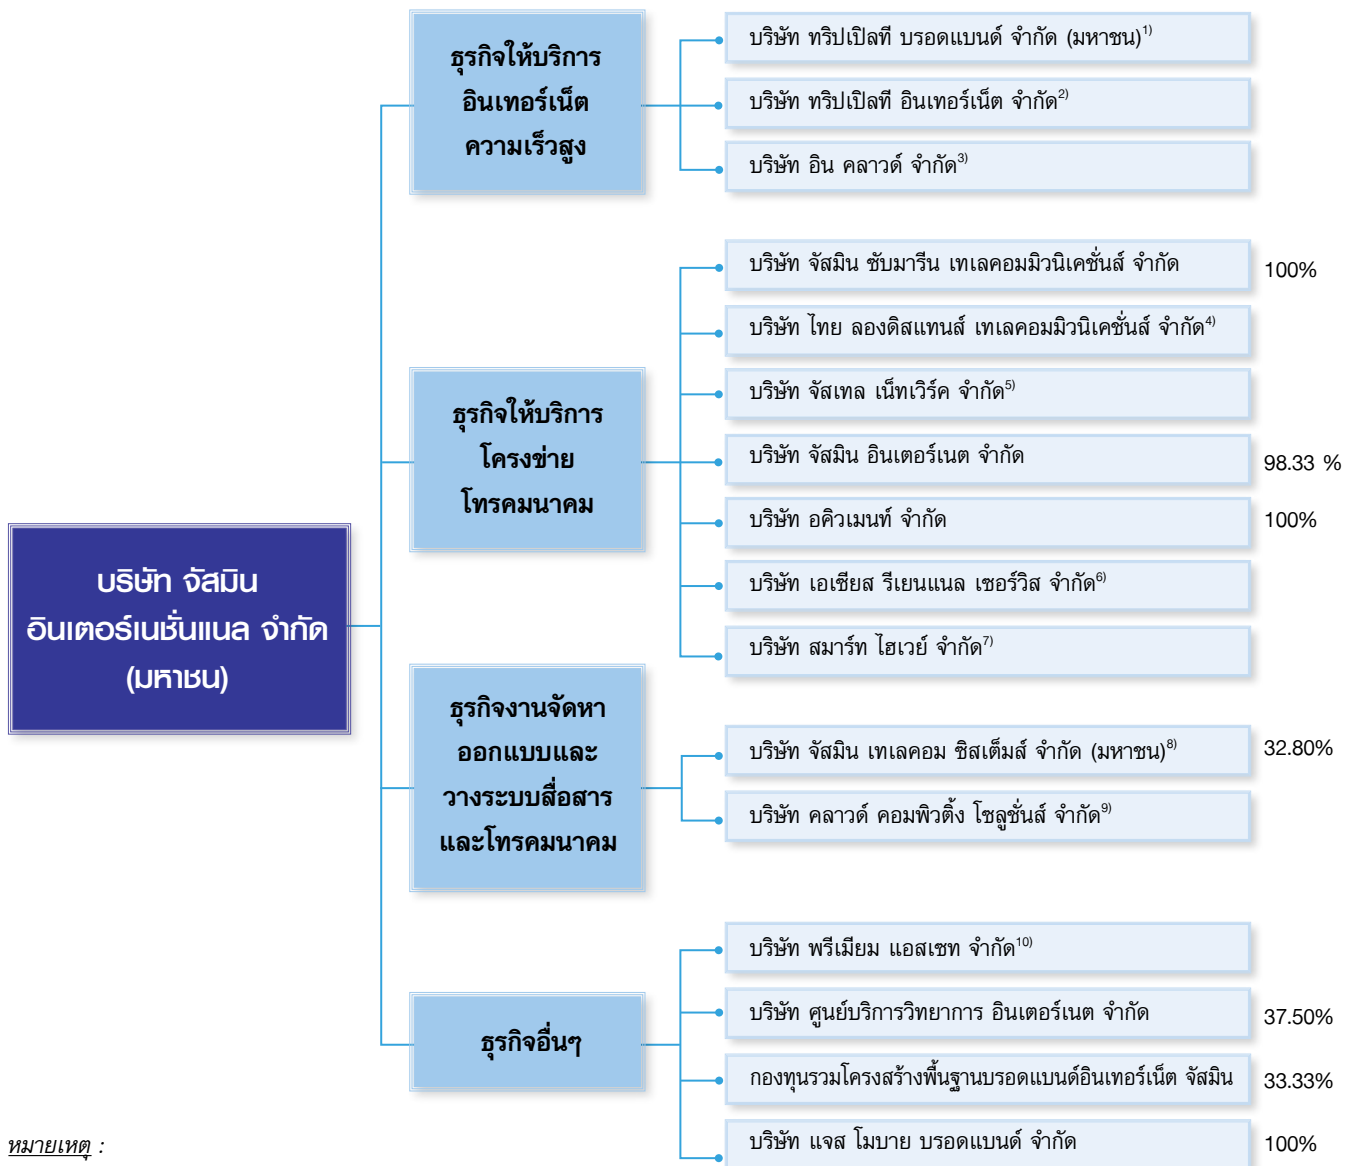 บริษัท จัสมิน
อินเตอร์เนชั่นแนล จำกัด
(มหาชน)
ธุรกิจให้บริการ
อินเทอร์เน็ต
ความเร็วสูง
บริษัท ทริปเปิลที บรอดแบนด์ จำกัด (มหาชน)1)
บริษัท ทริปเปิลที อินเทอร์เน็ต จำกัด2)
บริษัท อิน คลาวด์ จำกัด3)
ธุรกิจให้บริการ
โครงข่าย
โทรคมนาคม
บริษัท จัสมิน ซับมารีน เทเลคอมมิวนิเคชั่นส์ จำกัด 100%
บริษัท ไทย ลองดิสแทนส์ เทเลคอมมิวนิเคชั่นส์ จำกัด4)
บริษัท จัสเทล เน็ทเวิร์ค จำกัด5)
บริษัท จัสมิน อินเตอร์เนต จำกัด 98.33 %
บริษัท อคิวเมนท์ จำกัด 100%
บริษัท เอเซียส รีเยนแนล เซอร์วิส จำกัด6)
บริษัท สมาร์ท ไฮเวย์ จำกัด7)
ธุรกิจงานจัดหา
ออกแบบและ
วางระบบสื่อสาร
และโทรคมนาคม
บริษัท จัสมิน เทเลคอม ซิสเต็มส์ จำกัด (มหาชน)8) 32.80%
บริษัท คลาวด์ คอมพิวติ้ง โซลูชั่นส์ จำกัด9)
ธุรกิจอื่นๆ
บริษัท พรีเมียม แอสเซท จำกัด10)
บริษัท ศูนย์บริการวิทยาการ อินเตอร์เนต จำกัด 37.50%
กองทุนรวมโครงสร้างพื้นฐานบรอดแบนด์อินเทอร์เน็ต จัสมิน 33.33%
บริษัท แจส โมบาย บรอดแบนด์ จำกัด 100%
หมายเหตุ :